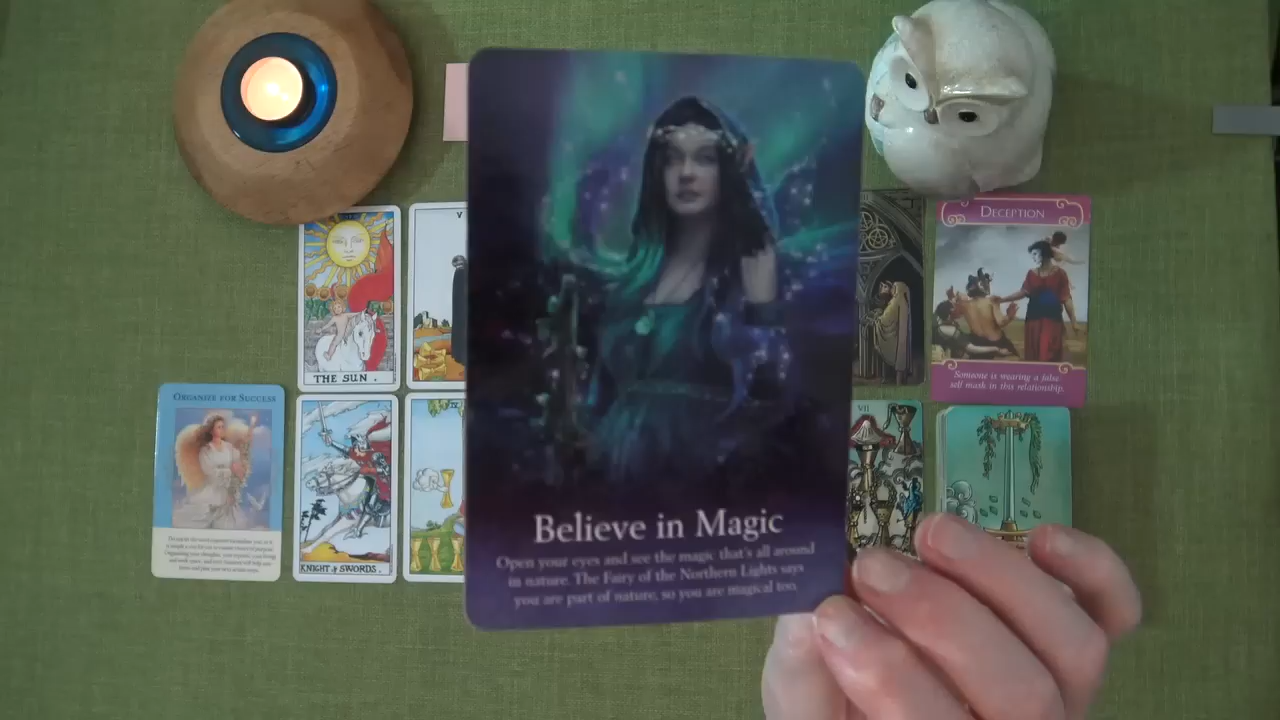 DECEPTION
Someone is wearing a false
self mask in this relationship.
THE SUN.
V
ORGANIZE FOR SUCCESS
KNIGHT of SWORDS.
VII
Believe in Magic
Open your eyes and see the magic that's all around
in nature. The Fairy of the Northern Lights says
you are part of nature, so you are magical too.